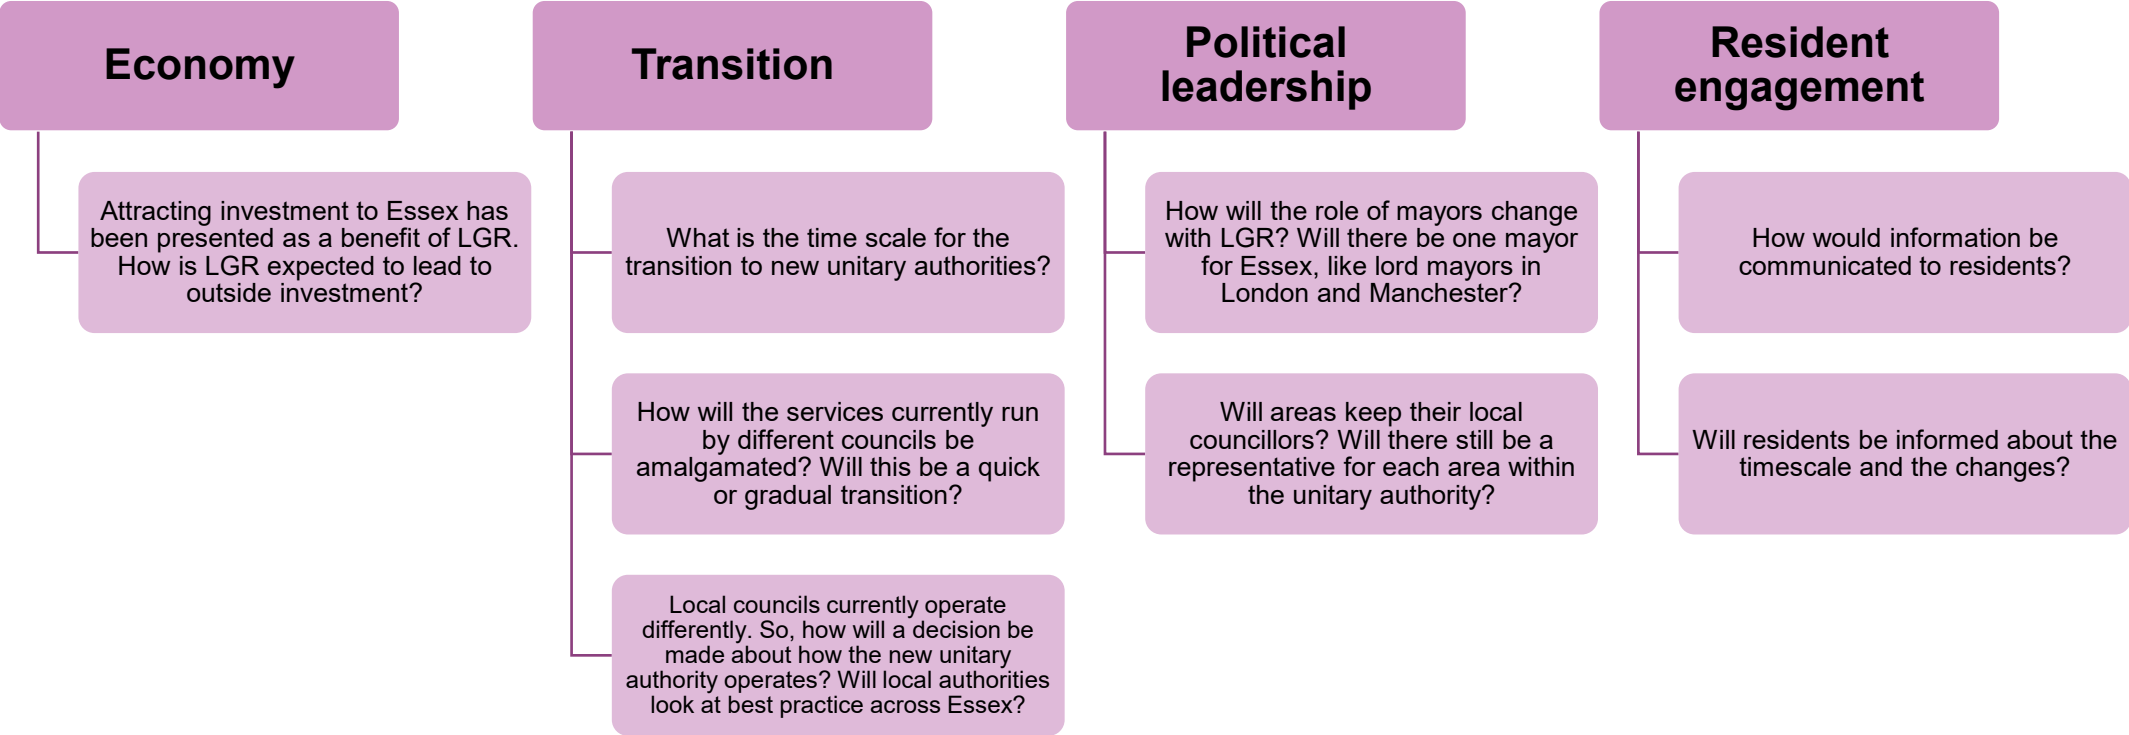 Economy
Attracting investment to Essex has
been presented as a benefit of LGR.
How is LGR expected to lead to
outside investment?
Transition
What is the time scale for the
transition to new unitary authorities?
How will the services currently run
by different councils be
amalgamated? Will this be a quick
or gradual transition?
Local councils currently operate
differently. So, how will a decision be
made about how the new unitary
authority operates? Will local authorities
look at best practice across Essex?
Political
leadership
How will the role of mayors change
with LGR? Will there be one mayor
for Essex, like lord mayors in
London and Manchester?
Will areas keep their local
councillors? Will there still be a
representative for each area within
the unitary authority?
Resident
engagement
How would information be
communicated to residents?
Will residents be informed about the
timescale and the changes?